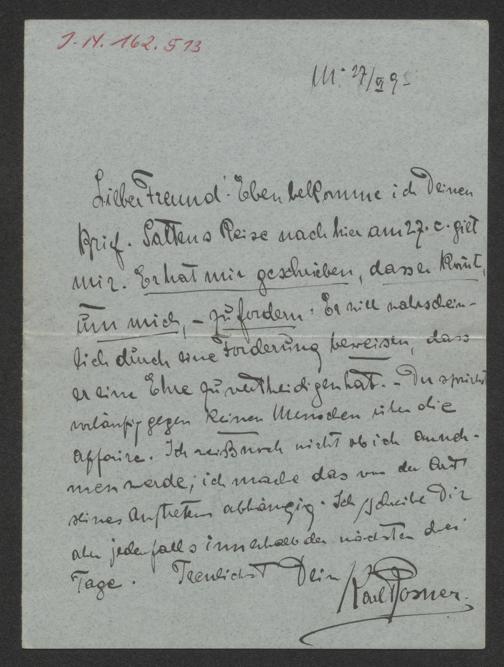 J.N. 162.513
M. 27/VI 9-
Lieber Freund! Eben bekomme ich Deinen
Brief. Saltens Reise nach hier am 27. c. gilt
mir. Er hat mir geschrieben, dass er kommt,
um mich, – zu fordern. Er will wahrschein-
lich durch eine Forderung beweisen, dass
er eine Ehre zu vertheidigen hat. – Du sprichst
vorläufig gegen keinen Menschen über die
Affaire. Ich weiß noch nicht ob ich anneh-
men werde; ich mache das von der Art
seines Auftretens abhängig. Ich schreibe Dir
aber jedenfalls innerhalb der nächsten drei
Tage. Treulichst Dein
Karl Rosner.